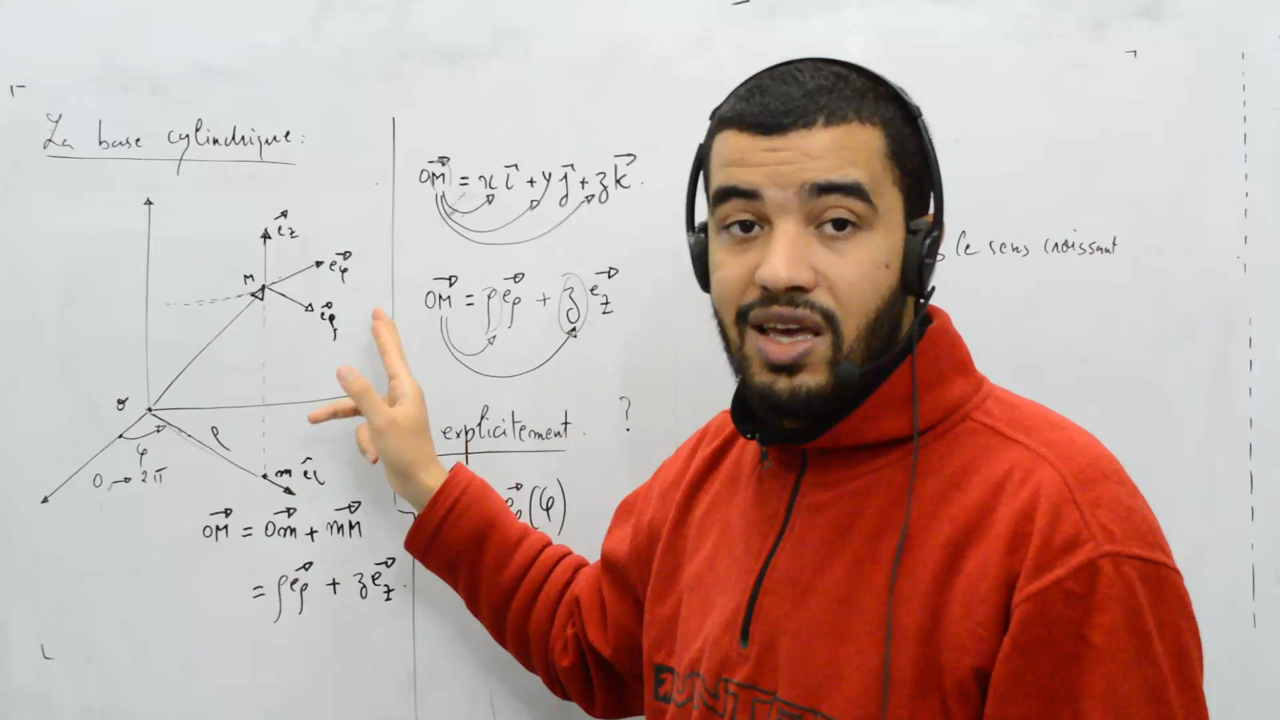 La base cylindrique:
e⃗z
M
e⃗φ
e⃗ρ
O
ρ
φ
0 → 2π
m
OM⃗ = Om⃗ + mM⃗
= ρe⃗ρ + ze⃗z.
OM⃗ = xi⃗ + yj⃗ + zk⃗.
OM⃗ = ρe⃗ρ + ze⃗z
explicitement. ?
e⃗ρ(φ)
le sens croissant